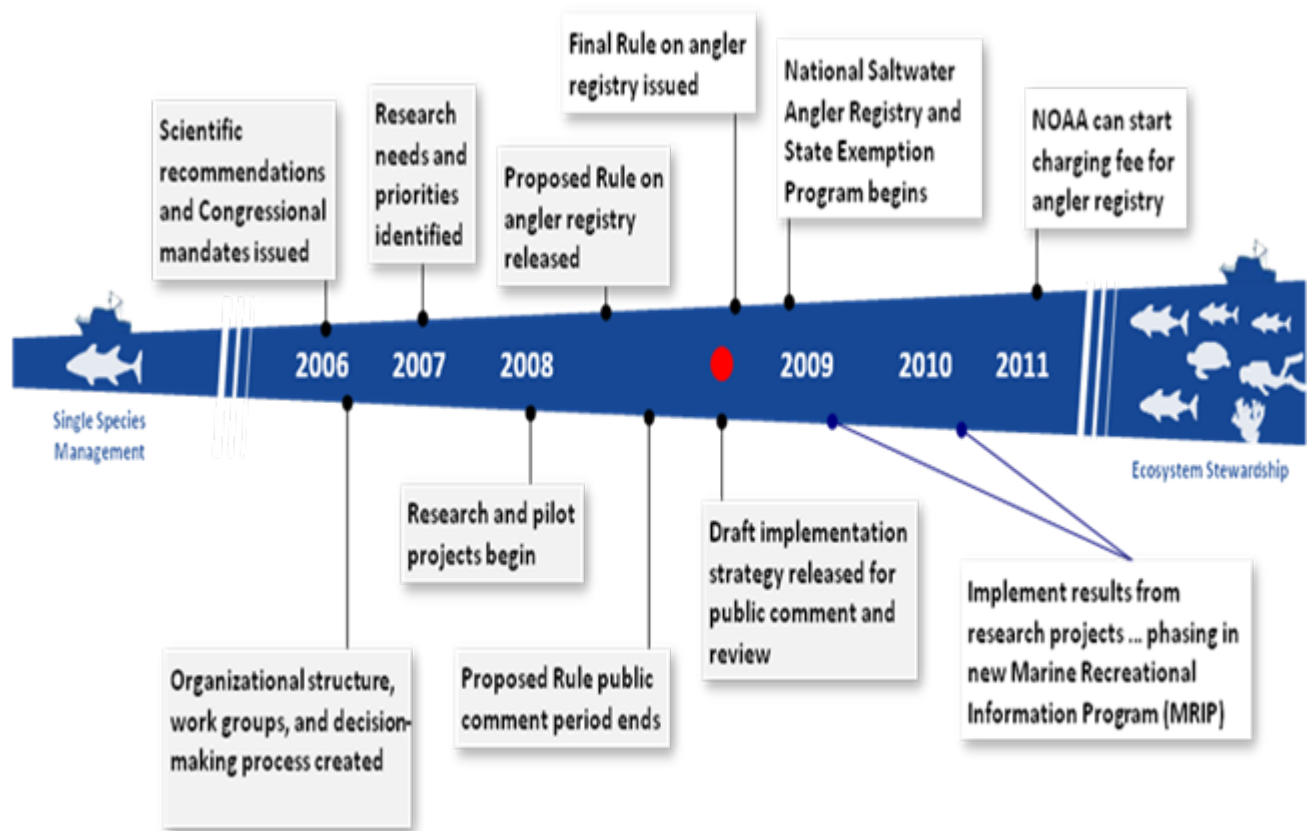 Final Rule on angler
registry issued
National Saltwater
Angler Registry and
State Exemption
Program begins
NOAA can start
charging fee for
angler registry
Scientific
recommendations
and Congressional
mandates issued
Research
needs and
priorities
identified
Proposed Rule on
angler registry
released
2006 2007 2008 2009 2010 2011
Single Species
Management
Ecosystem Stewardship
Research and pilot
projects begin
Draft implementation
strategy released for
public comment and
review
Implement results from
research projects ... phasing in
new Marine Recreational
Information Program (MRIP)
Organizational structure,
work groups, and decision-
making process created
Proposed Rule public
comment period ends